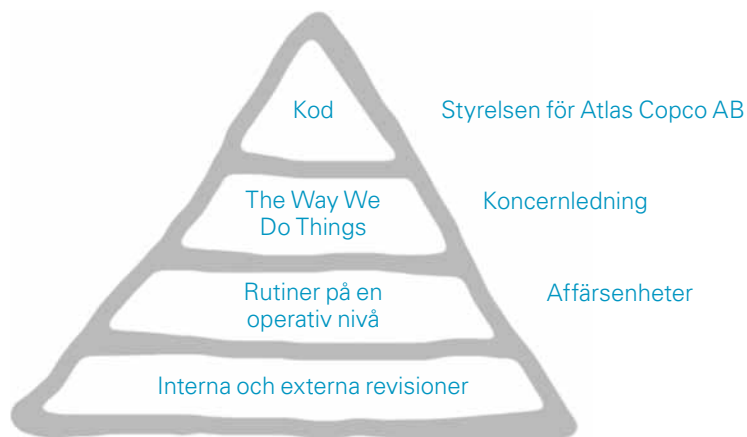 Kod
Styrelsen för Atlas Copco AB
The Way We
Do Things
Koncernledning
Rutiner på en
operativ nivå
Affärsenheter
Interna och externa revisioner